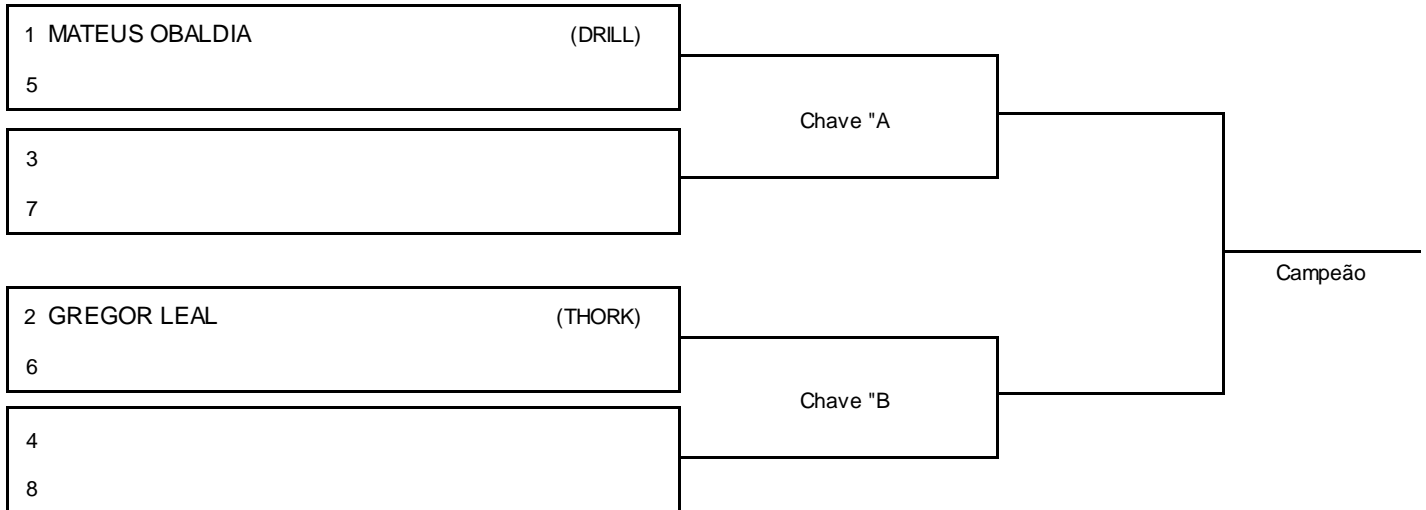 1 MATEUS OBALDIA (DRILL)
5
Chave "A
3
7
Campeão
2 GREGOR LEAL (THORK)
6
Chave "B
4
8